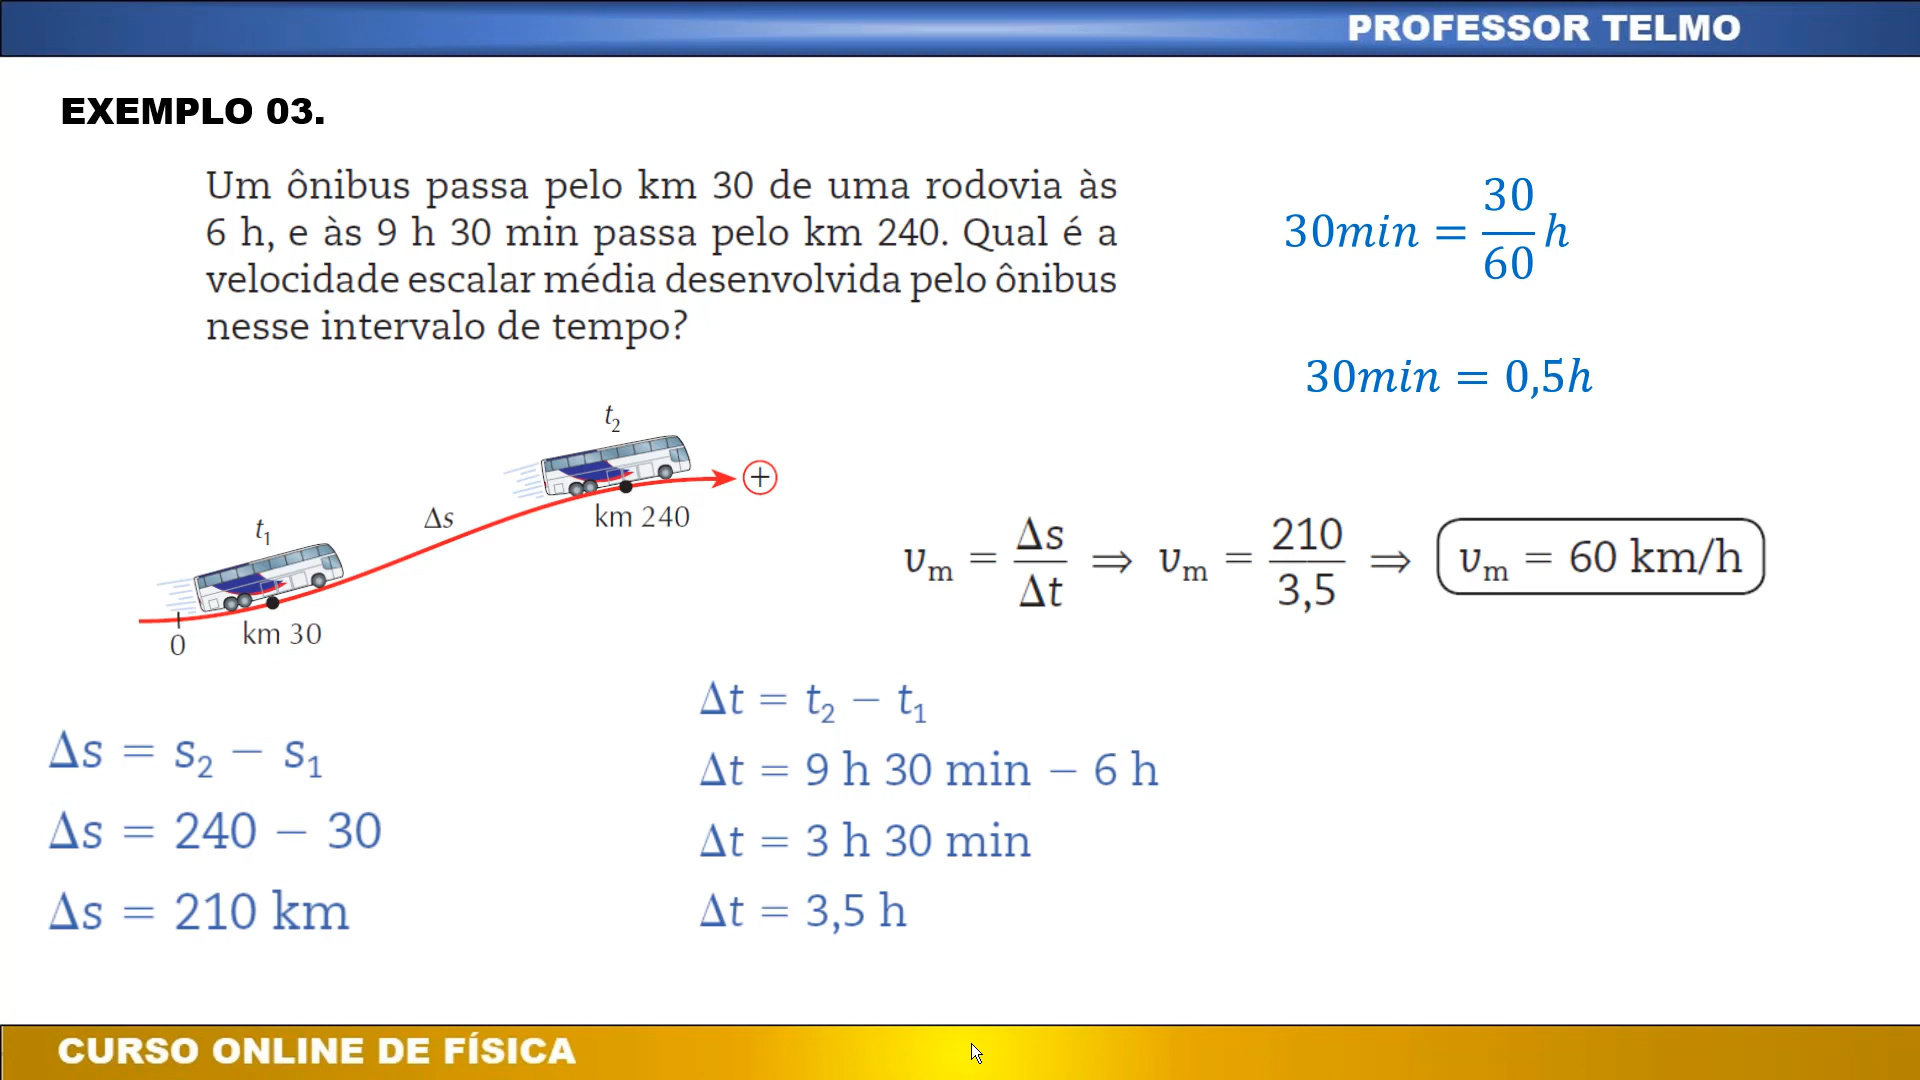 PROFESSOR TELMO
EXEMPLO 03.
Um ônibus passa pelo km 30 de uma rodovia às
6 h, e às 9 h 30 min passa pelo km 240. Qual é a
velocidade escalar média desenvolvida pelo ônibus
nesse intervalo de tempo?
30min = 30/60 h
30min = 0,5h
t₂
+
km 240
Δs
t₁
km 30
0
vₘ = Δs/Δt ⇒ vₘ = 210/3,5 ⇒ vₘ = 60 km/h
Δs = s₂ − s₁
Δs = 240 − 30
Δs = 210 km
Δt = t₂ − t₁
Δt = 9 h 30 min − 6 h
Δt = 3 h 30 min
Δt = 3,5 h
CURSO ONLINE DE FÍSICA